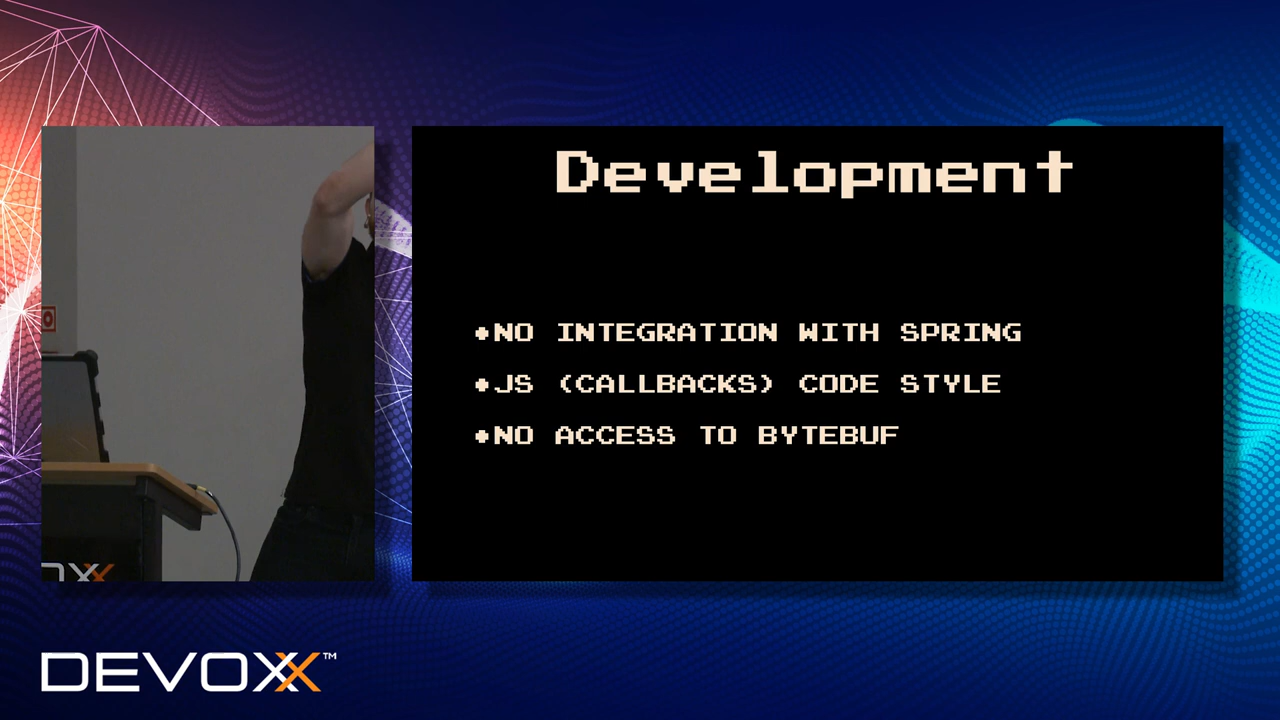 Development
•NO INTEGRATION WITH SPRING
•JS (CALLBACKS) CODE STYLE
•NO ACCESS TO BYTEBUF
DEVOXX™